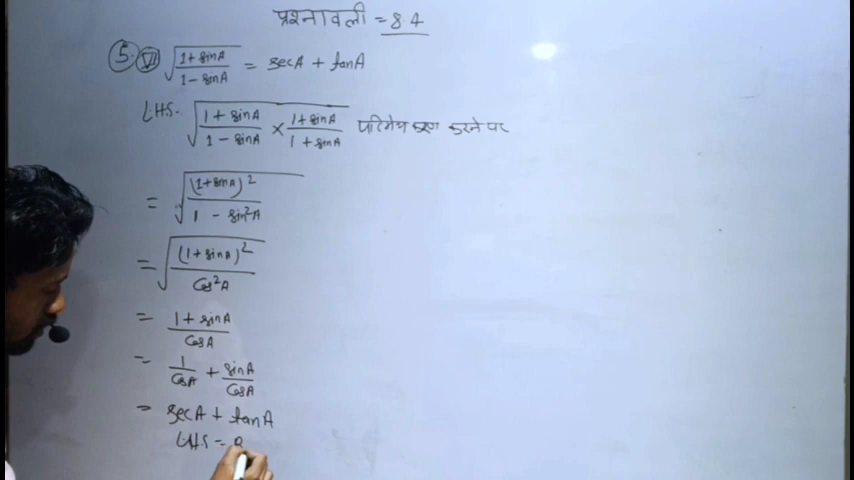 प्रश्नावली = 8.4
5. VI √((1+sinA)/(1-sinA)) = secA + tanA
LHS. √((1+sinA)/(1-sinA) × (1+sinA)/(1+sinA)) परिमेयकरण करने पर
= √((1+sinA)²/(1-sin²A))
= √((1+sinA)²/Cos²A)
= (1+sinA)/CosA
= 1/CosA + sinA/CosA
= secA + tanA
LHS =